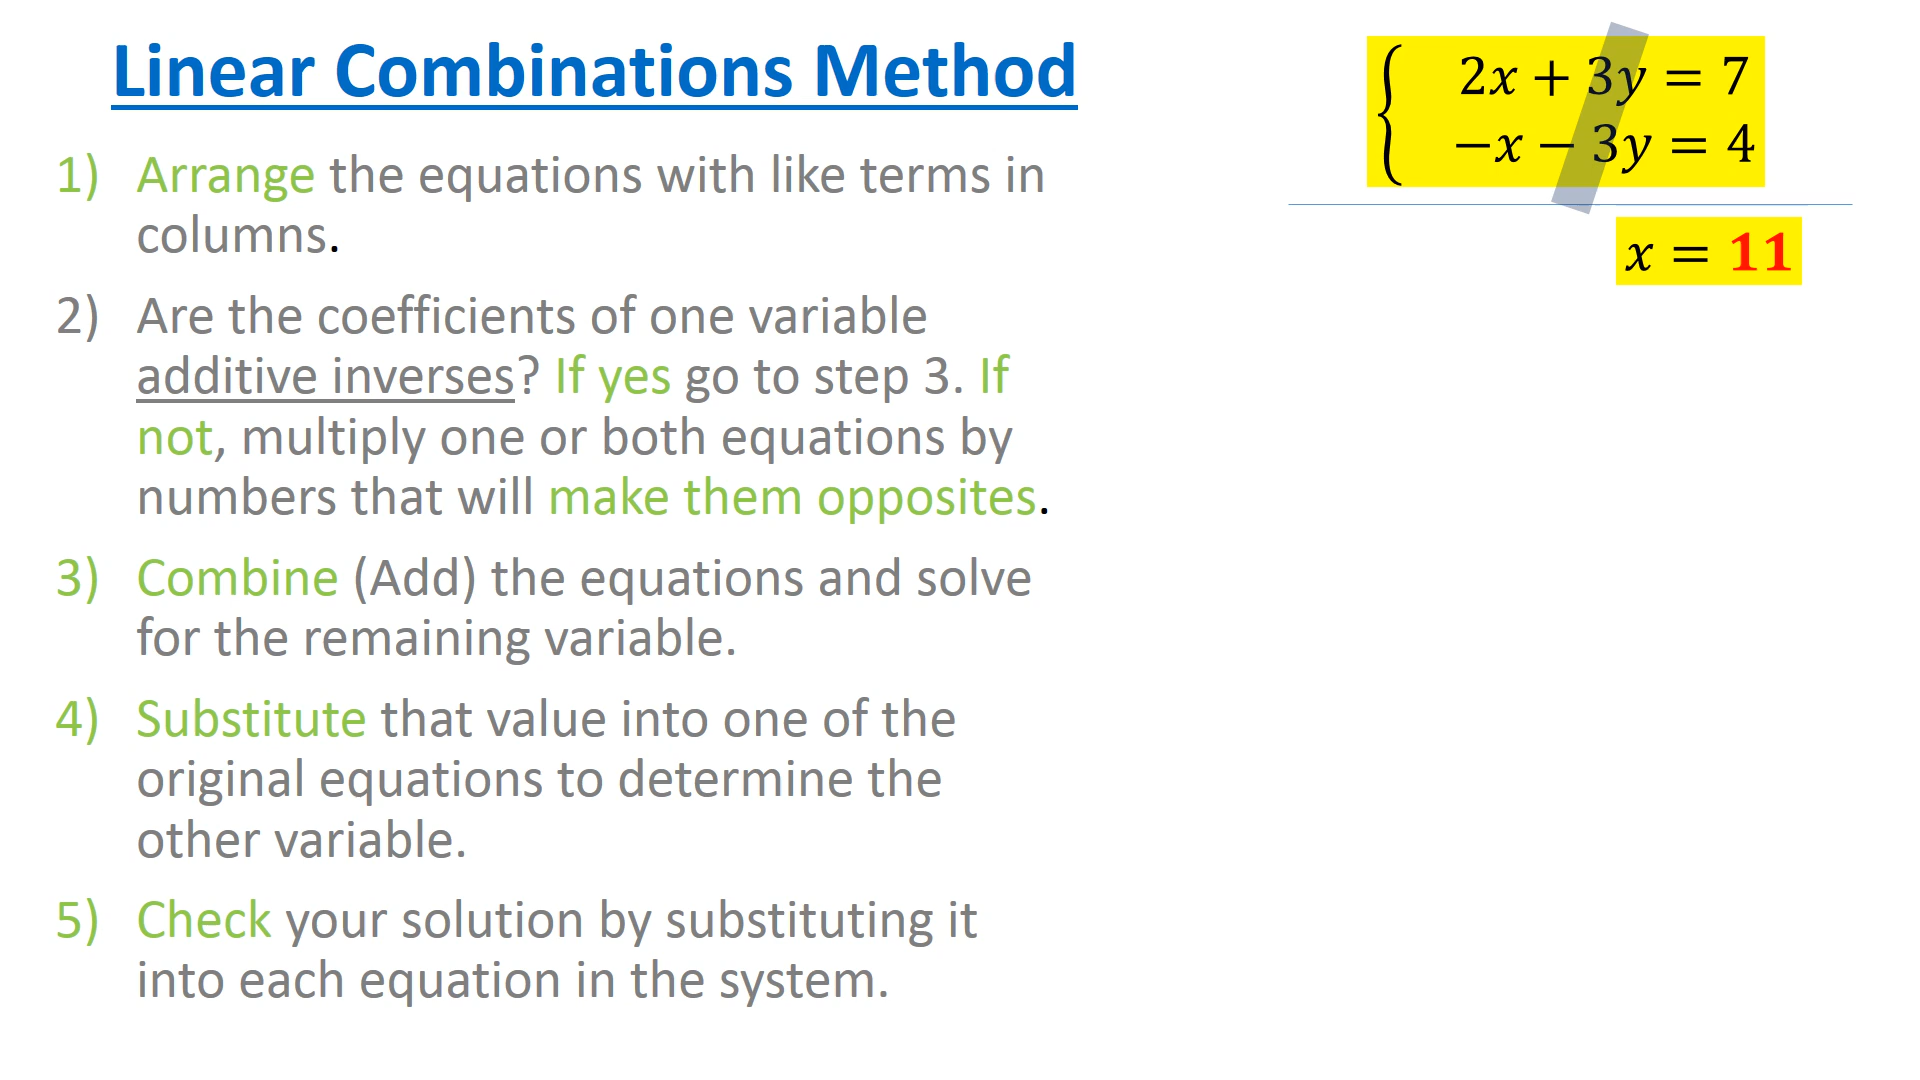 Linear Combinations Method
1) Arrange the equations with like terms in
columns.
2) Are the coefficients of one variable
additive inverses? If yes go to step 3. If
not, multiply one or both equations by
numbers that will make them opposites.
3) Combine (Add) the equations and solve
for the remaining variable.
4) Substitute that value into one of the
original equations to determine the
other variable.
5) Check your solution by substituting it
into each equation in the system.
2x + 3y = 7
−x − 3y = 4
x = 11